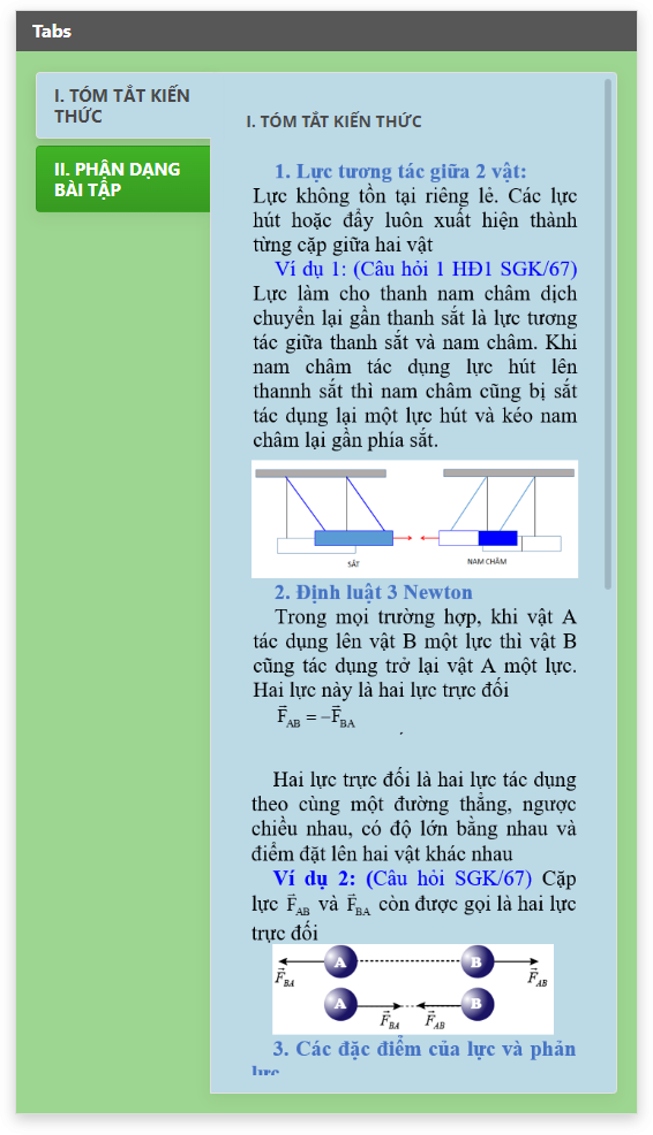 Tabs
I. TÓM TẮT KIẾN
THỨC
II. PHẬN DẠNG
BÀI TẬP
I. TÓM TẮT KIẾN THỨC
1. Lực tương tác giữa 2 vật:
Lực không tồn tại riêng lẻ. Các lực
hút hoặc đẩy luôn xuất hiện thành
từng cặp giữa hai vật
Ví dụ 1: (Câu hỏi 1 HĐ1 SGK/67)
Lực làm cho thanh nam châm dịch
chuyển lại gần thanh sắt là lực tương
tác giữa thanh sắt và nam châm. Khi
nam châm tác dụng lực hút lên
thannh sắt thì nam châm cũng bị sắt
tác dụng lại một lực hút và kéo nam
châm lại gần phía sắt.
SẮT
NAM CHÂM
2. Định luật 3 Newton
Trong mọi trường hợp, khi vật A
tác dụng lên vật B một lực thì vật B
cũng tác dụng trở lại vật A một lực.
Hai lực này là hai lực trực đối
F⃗AB = −F⃗BA
Hai lực trực đối là hai lực tác dụng
theo cùng một đường thẳng, ngược
chiều nhau, có độ lớn bằng nhau và
điểm đặt lên hai vật khác nhau
Ví dụ 2: (Câu hỏi SGK/67) Cặp
lực F⃗AB và F⃗BA còn được gọi là hai lực
trực đối
A B
F⃗BA F⃗AB
A B
F⃗BA F⃗AB
3. Các đặc điểm của lực và phản
lực